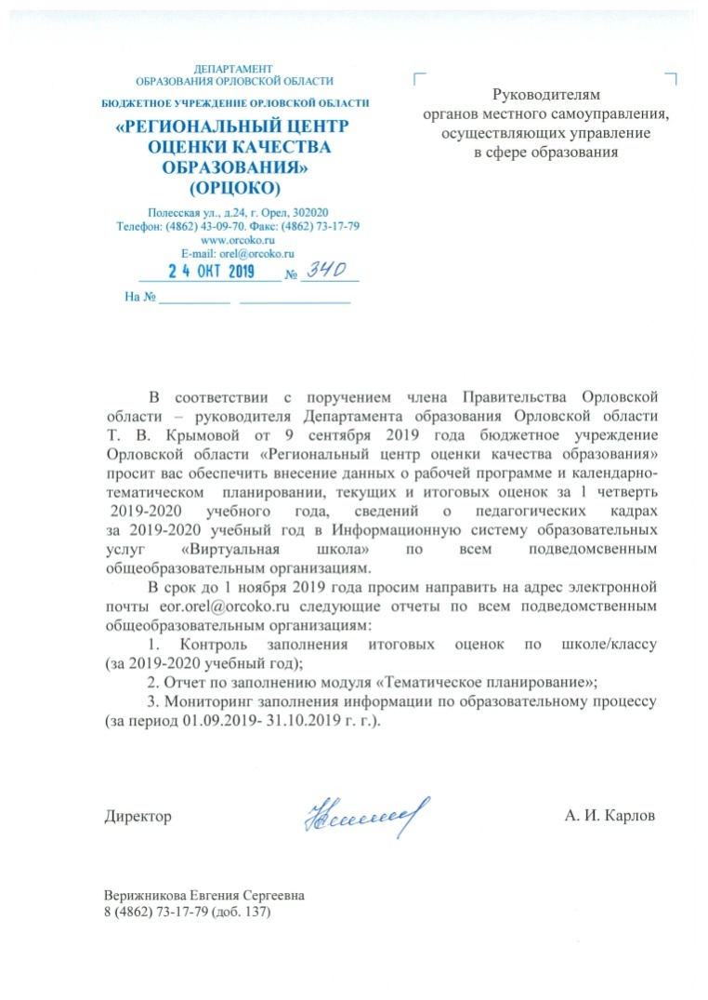 ДЕПАРТАМЕНТ
ОБРАЗОВАНИЯ ОРЛОВСКОЙ ОБЛАСТИ
БЮДЖЕТНОЕ УЧРЕЖДЕНИЕ ОРЛОВСКОЙ ОБЛАСТИ
«РЕГИОНАЛЬНЫЙ ЦЕНТР
ОЦЕНКИ КАЧЕСТВА
ОБРАЗОВАНИЯ»
(ОРЦОКО)
Полесская ул., д.24, г. Орел, 302020
Телефон: (4862) 43-09-70. Факс: (4862) 73-17-79
www.orcoko.ru
E-mail: orel@orcoko.ru
24 ОКТ 2019 № 340
На №
Руководителям
органов местного самоуправления,
осуществляющих управление
в сфере образования
В соответствии с поручением члена Правительства Орловской
области – руководителя Департамента образования Орловской области
Т. В. Крымовой от 9 сентября 2019 года бюджетное учреждение
Орловской области «Региональный центр оценки качества образования»
просит вас обеспечить внесение данных о рабочей программе и календарно-
тематическом планировании, текущих и итоговых оценок за 1 четверть
2019-2020 учебного года, сведений о педагогических кадрах
за 2019-2020 учебный год в Информационную систему образовательных
услуг «Виртуальная школа» по всем подведомсвенным
общеобразовательным организациям.
В срок до 1 ноября 2019 года просим направить на адрес электронной
почты eor.orel@orcoko.ru следующие отчеты по всем подведомственным
общеобразовательным организациям:
1. Контроль заполнения итоговых оценок по школе/классу
(за 2019-2020 учебный год);
2. Отчет по заполнению модуля «Тематическое планирование»;
3. Мониторинг заполнения информации по образовательному процессу
(за период 01.09.2019- 31.10.2019 г. г.).
Директор А. И. Карлов
Верижникова Евгения Сергеевна
8 (4862) 73-17-79 (доб. 137)